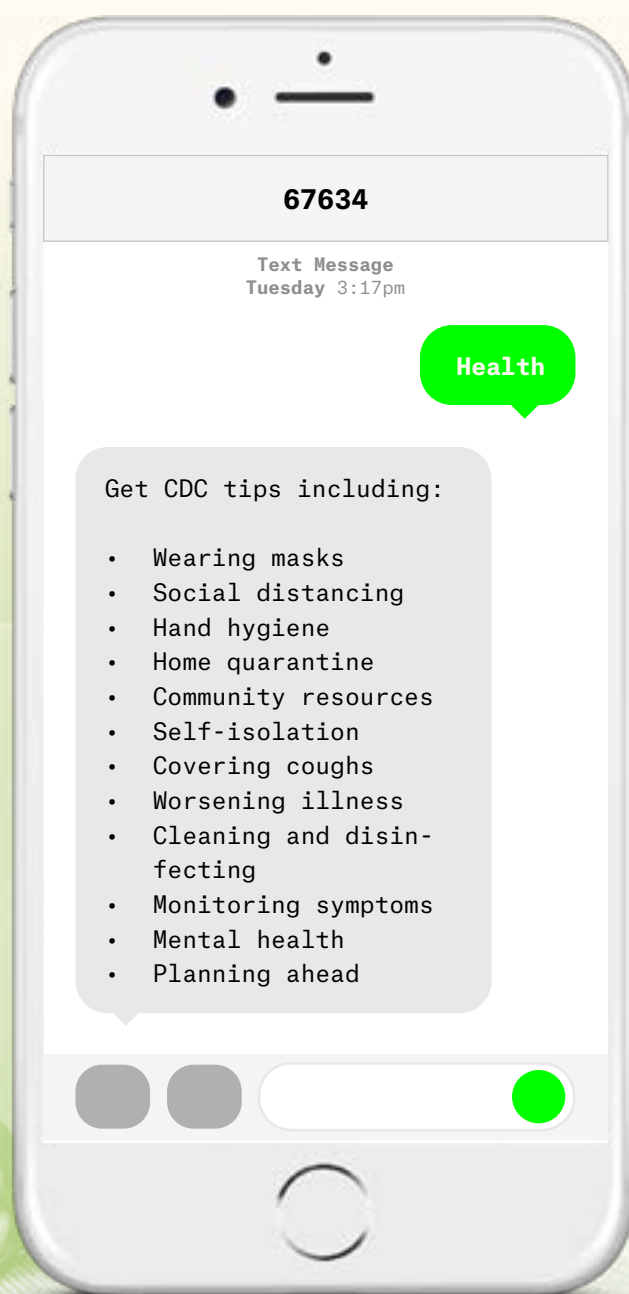 67634
Text Message
Tuesday 3:17pm
Health
Get CDC tips including:
• Wearing masks
• Social distancing
• Hand hygiene
• Home quarantine
• Community resources
• Self-isolation
• Covering coughs
• Worsening illness
• Cleaning and disin-
fecting
• Monitoring symptoms
• Mental health
• Planning ahead